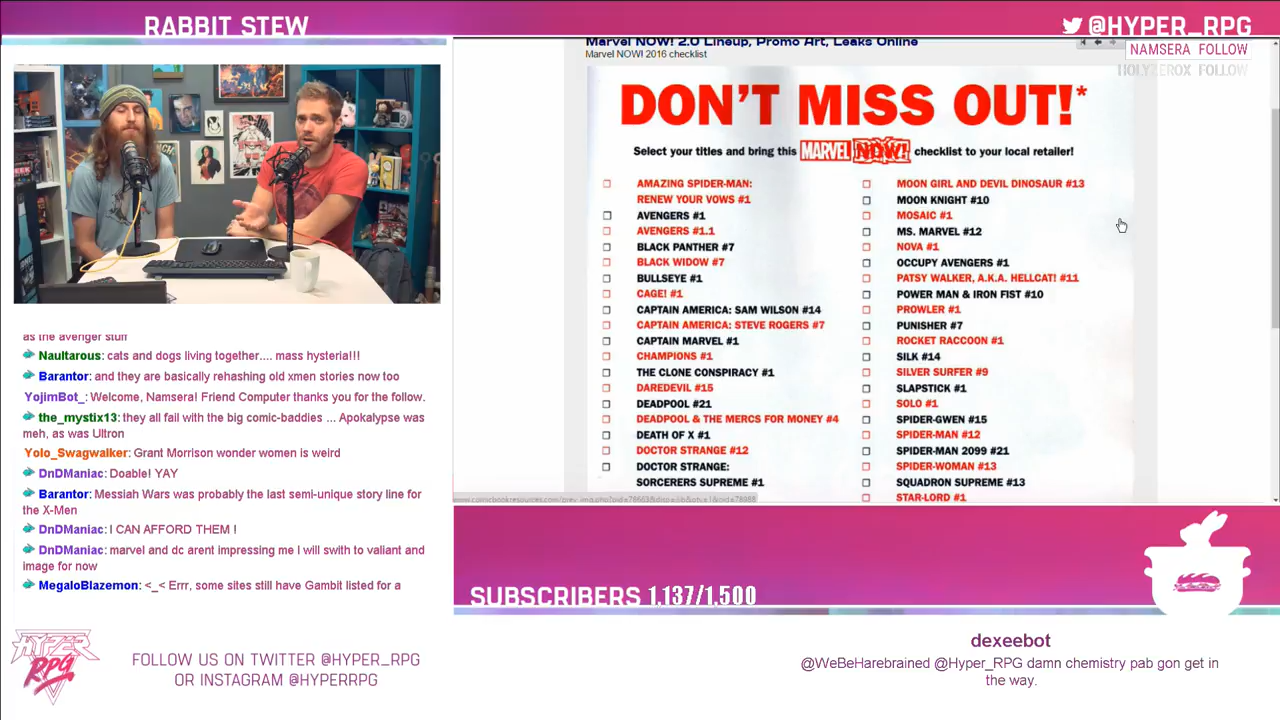 RABBIT STEW
@HYPER_RPG
NAMSERA FOLLOW
HOLYZEROX FOLLOW
Marvel NOW! 2.0 Lineup, Promo Art, Leaks Online
Marvel NOW! 2016 checklist
DON'T MISS OUT!*
Select your titles and bring this MARVEL NOW! checklist to your local retailer!
AMAZING SPIDER-MAN:
RENEW YOUR VOWS #1
AVENGERS #1
AVENGERS #1.1
BLACK PANTHER #7
BLACK WIDOW #7
BULLSEYE #1
CAGE! #1
CAPTAIN AMERICA: SAM WILSON #14
CAPTAIN AMERICA: STEVE ROGERS #7
CAPTAIN MARVEL #1
CHAMPIONS #1
THE CLONE CONSPIRACY #1
DAREDEVIL #15
DEADPOOL #21
DEADPOOL & THE MERCS FOR MONEY #4
DEATH OF X #1
DOCTOR STRANGE #12
DOCTOR STRANGE:
SORCERERS SUPREME #1
MOON GIRL AND DEVIL DINOSAUR #13
MOON KNIGHT #10
MOSAIC #1
MS. MARVEL #12
NOVA #1
OCCUPY AVENGERS #1
PATSY WALKER, A.K.A. HELLCAT! #11
POWER MAN & IRON FIST #10
PROWLER #1
PUNISHER #7
ROCKET RACCOON #1
SILK #14
SILVER SURFER #9
SLAPSTICK #1
SOLO #1
SPIDER-GWEN #15
SPIDER-MAN #12
SPIDER-MAN 2099 #21
SPIDER-WOMAN #13
SQUADRON SUPREME #13
STAR-LORD #1
as the avenger stuff
Naultarous: cats and dogs living together.... mass hysteria!!!
Barantor: and they are basically rehashing old xmen stories now too
YojimBot_: Welcome, Namsera! Friend Computer thanks you for the follow.
the_mystix13: they all fail with the big comic-baddies ... Apokalypse was
meh, as was Ultron
Yolo_Swagwalker: Grant Morrison wonder women is weird
DnDManiac: Doable! YAY
Barantor: Messiah Wars was probably the last semi-unique story line for
the X-Men
DnDManiac: I CAN AFFORD THEM !
DnDManiac: marvel and dc arent impressing me I will swith to valiant and
image for now
MegaloBlazemon: <_< Errr, some sites still have Gambit listed for a
SUBSCRIBERS 1,137/1,500
HYPER
RPG
FOLLOW US ON TWITTER @HYPER_RPG
OR INSTAGRAM @HYPERRPG
dexeebot
@WeBeHarebrained @Hyper_RPG damn chemistry pab gon get in
the way.